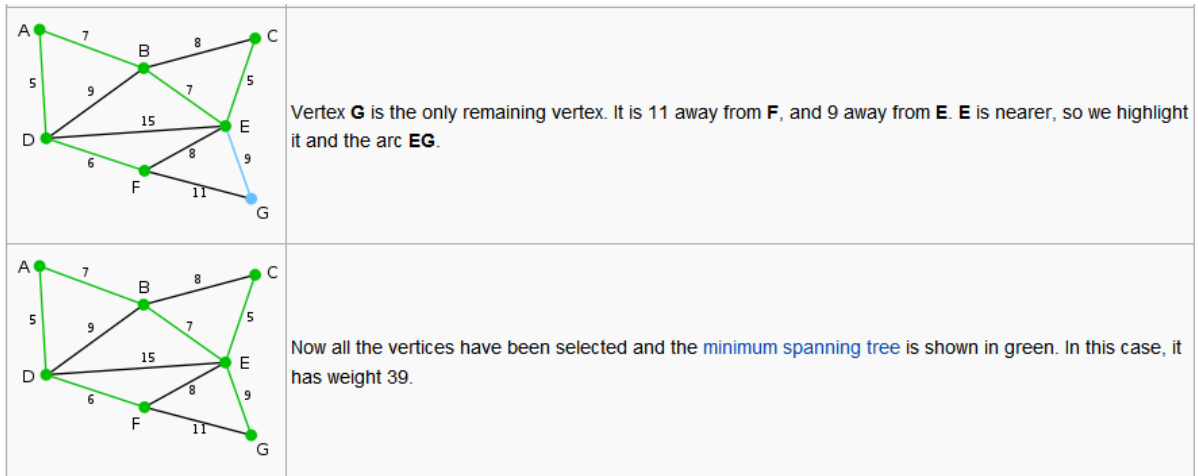 A
7
B
8
C
5
9
7
5
15
E
D
6
8
9
F
11
G
Vertex G is the only remaining vertex. It is 11 away from F, and 9 away from E. E is nearer, so we highlight
it and the arc EG.
A
7
B
8
C
5
9
7
5
15
E
D
6
8
9
F
11
G
Now all the vertices have been selected and the minimum spanning tree is shown in green. In this case, it
has weight 39.